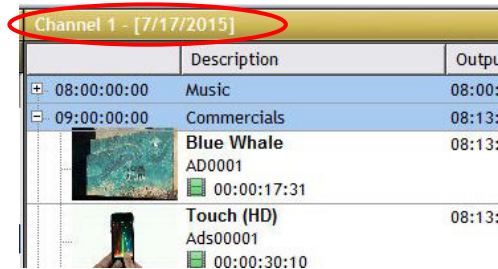 Channel 1 - [7/17/2015]
Description Outpu
08:00:00:00 Music 08:00:
09:00:00:00 Commercials 08:13:
Blue Whale 08:13:
AD0001
00:00:17:31
Touch (HD) 08:13:
Ads00001
00:00:30:10